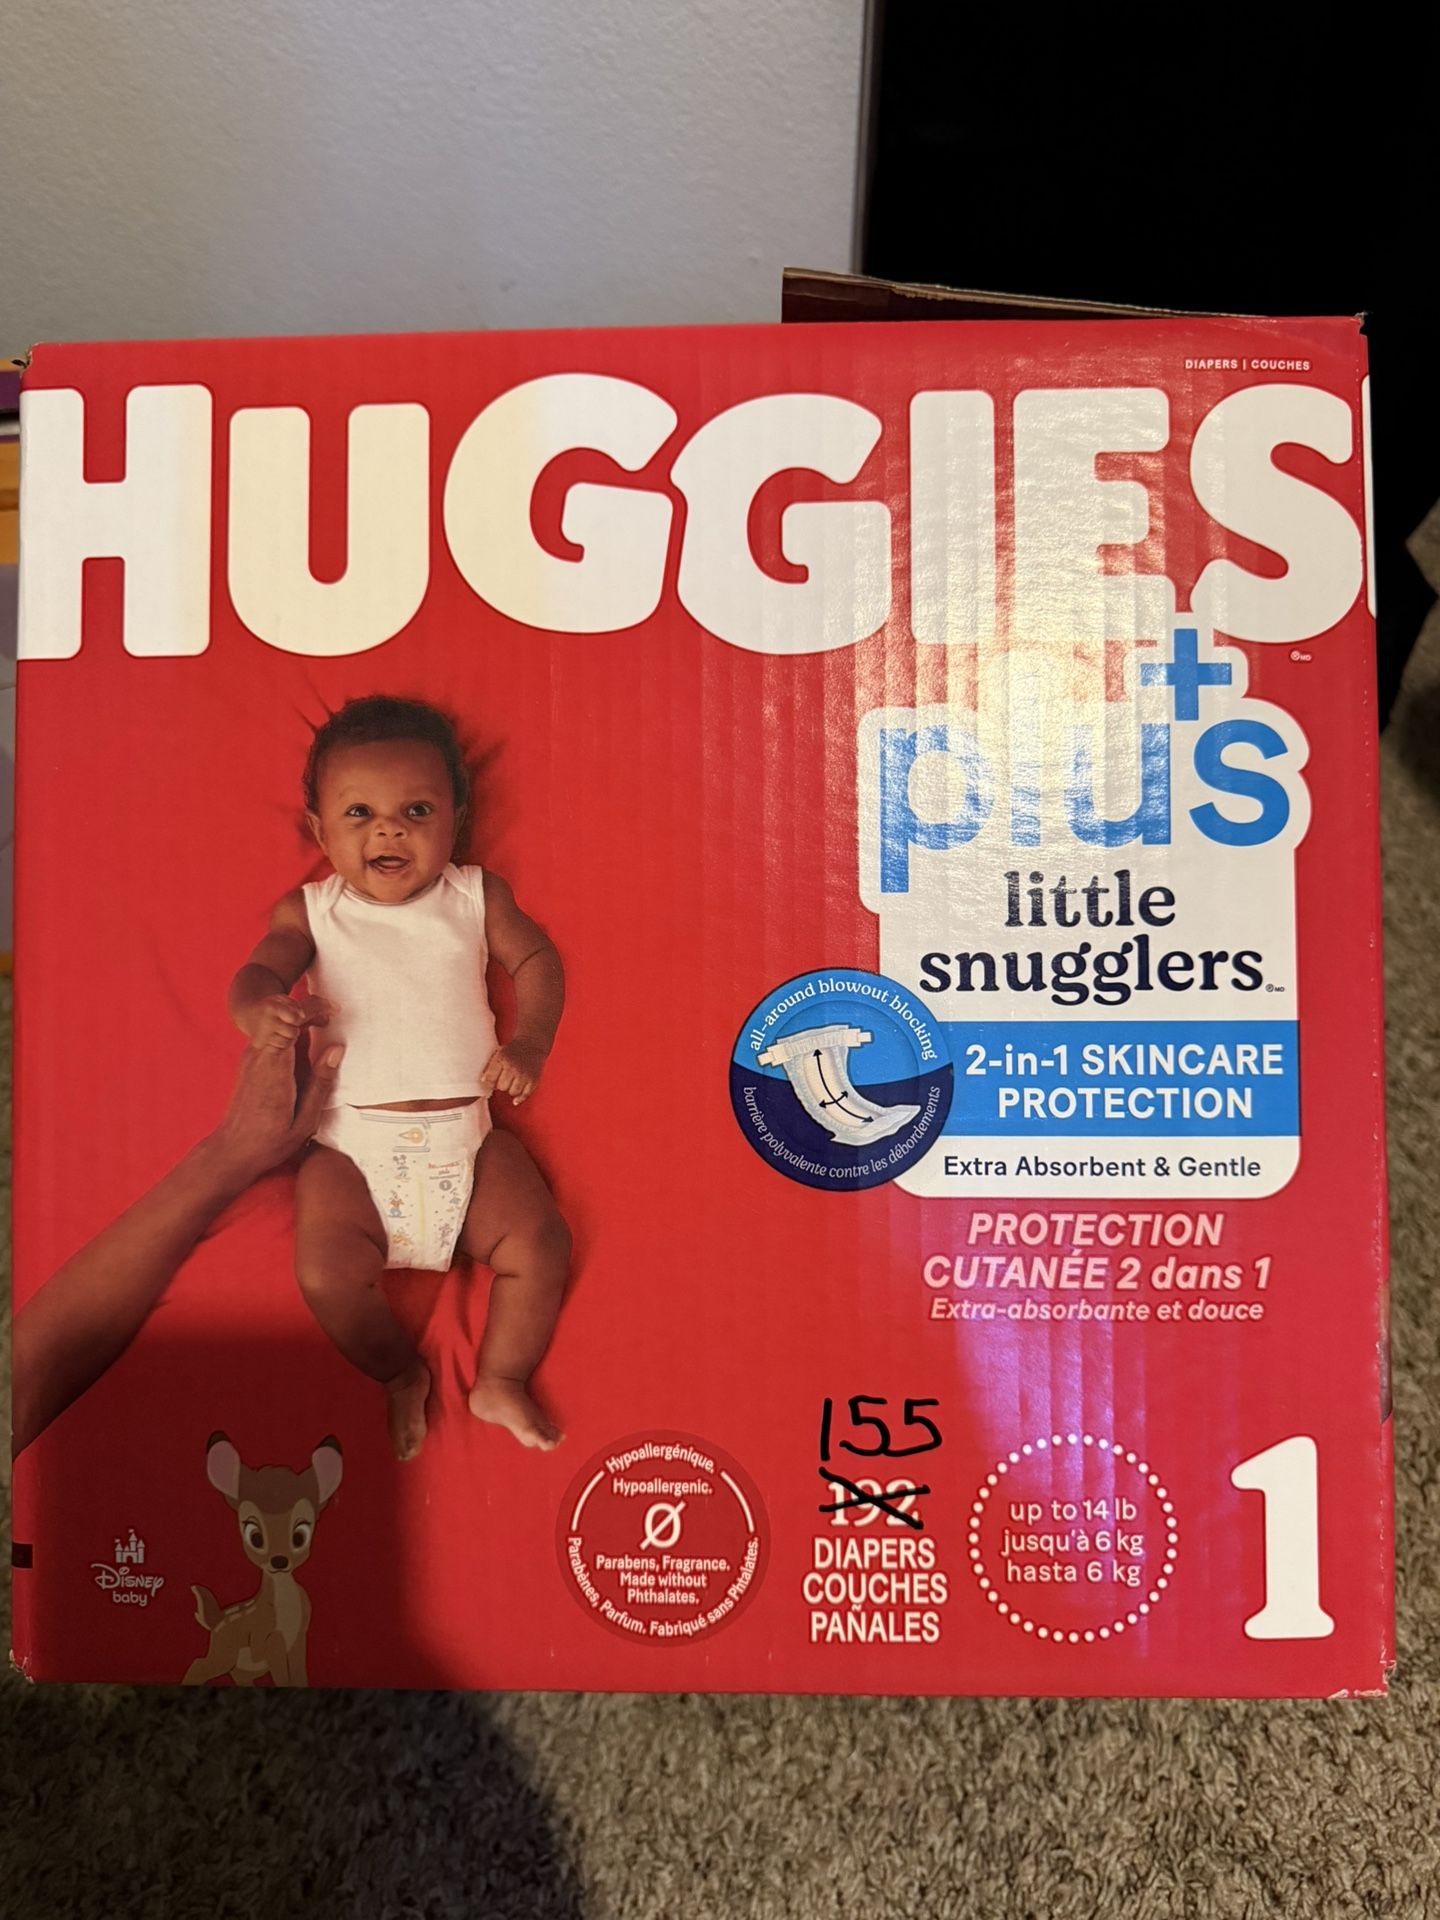 DIAPERS | COUCHES
HUGGIES
®MD
plus+
little
snugglers®MD
all-around blowout blocking
barrière polyvalente contre les débordements
2-in-1 SKINCARE
PROTECTION
Extra Absorbent & Gentle
PROTECTION
CUTANÉE 2 dans 1
Extra-absorbante et douce
Disney
baby
Hypoallergénique.
Hypoallergenic.
Parabens, Fragrance.
Made without
Phthalates.
Parabènes, Parfum. Fabriqué sans Phtalates.
155
192
DIAPERS
COUCHES
PAÑALES
up to 14 lb
jusqu'à 6 kg
hasta 6 kg
1